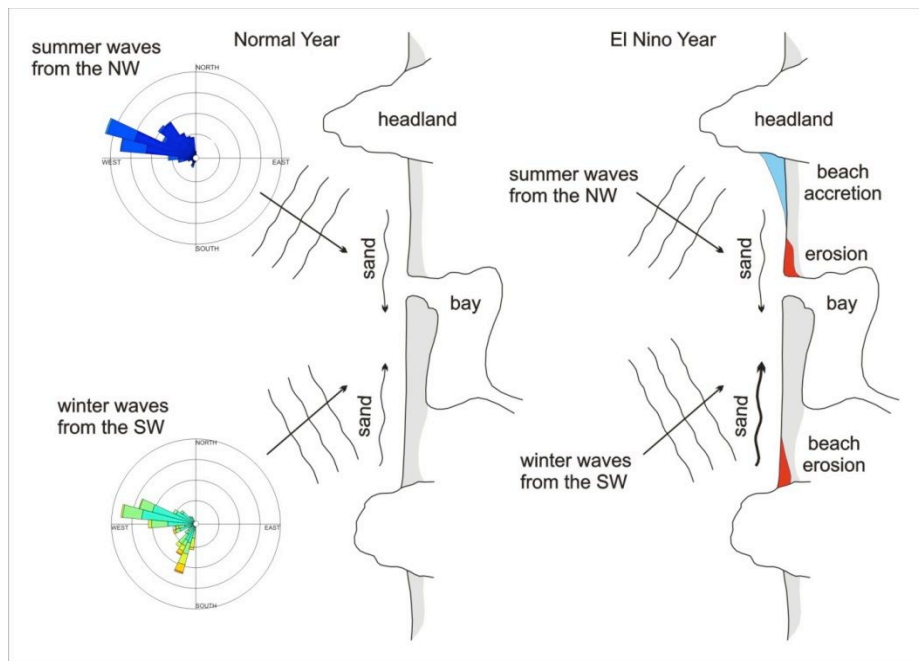 Normal Year
summer waves
from the NW
NORTH
WEST
EAST
SOUTH
headland
sand
bay
winter waves
from the SW
sand
NORTH
WEST
EAST
SOUTH
El Nino Year
headland
summer waves
from the NW
beach
accretion
sand
erosion
bay
winter waves
from the SW
sand
beach
erosion